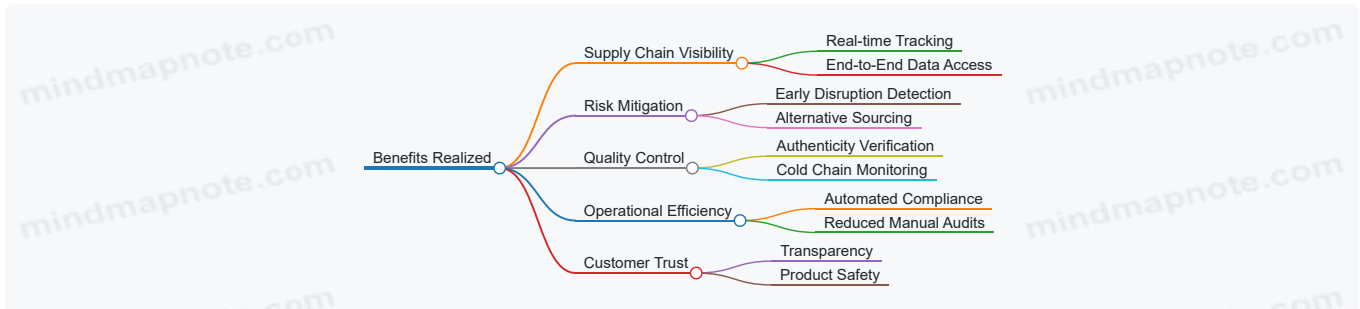 mindmapnote.com
mindmapnote.com
Benefits Realized
Supply Chain Visibility
Real-time Tracking
End-to-End Data Access
Risk Mitigation
Early Disruption Detection
Alternative Sourcing
Quality Control
Authenticity Verification
Cold Chain Monitoring
Operational Efficiency
Automated Compliance
Reduced Manual Audits
Customer Trust
Transparency
Product Safety
mindmapnote.com
mindmapnote.com